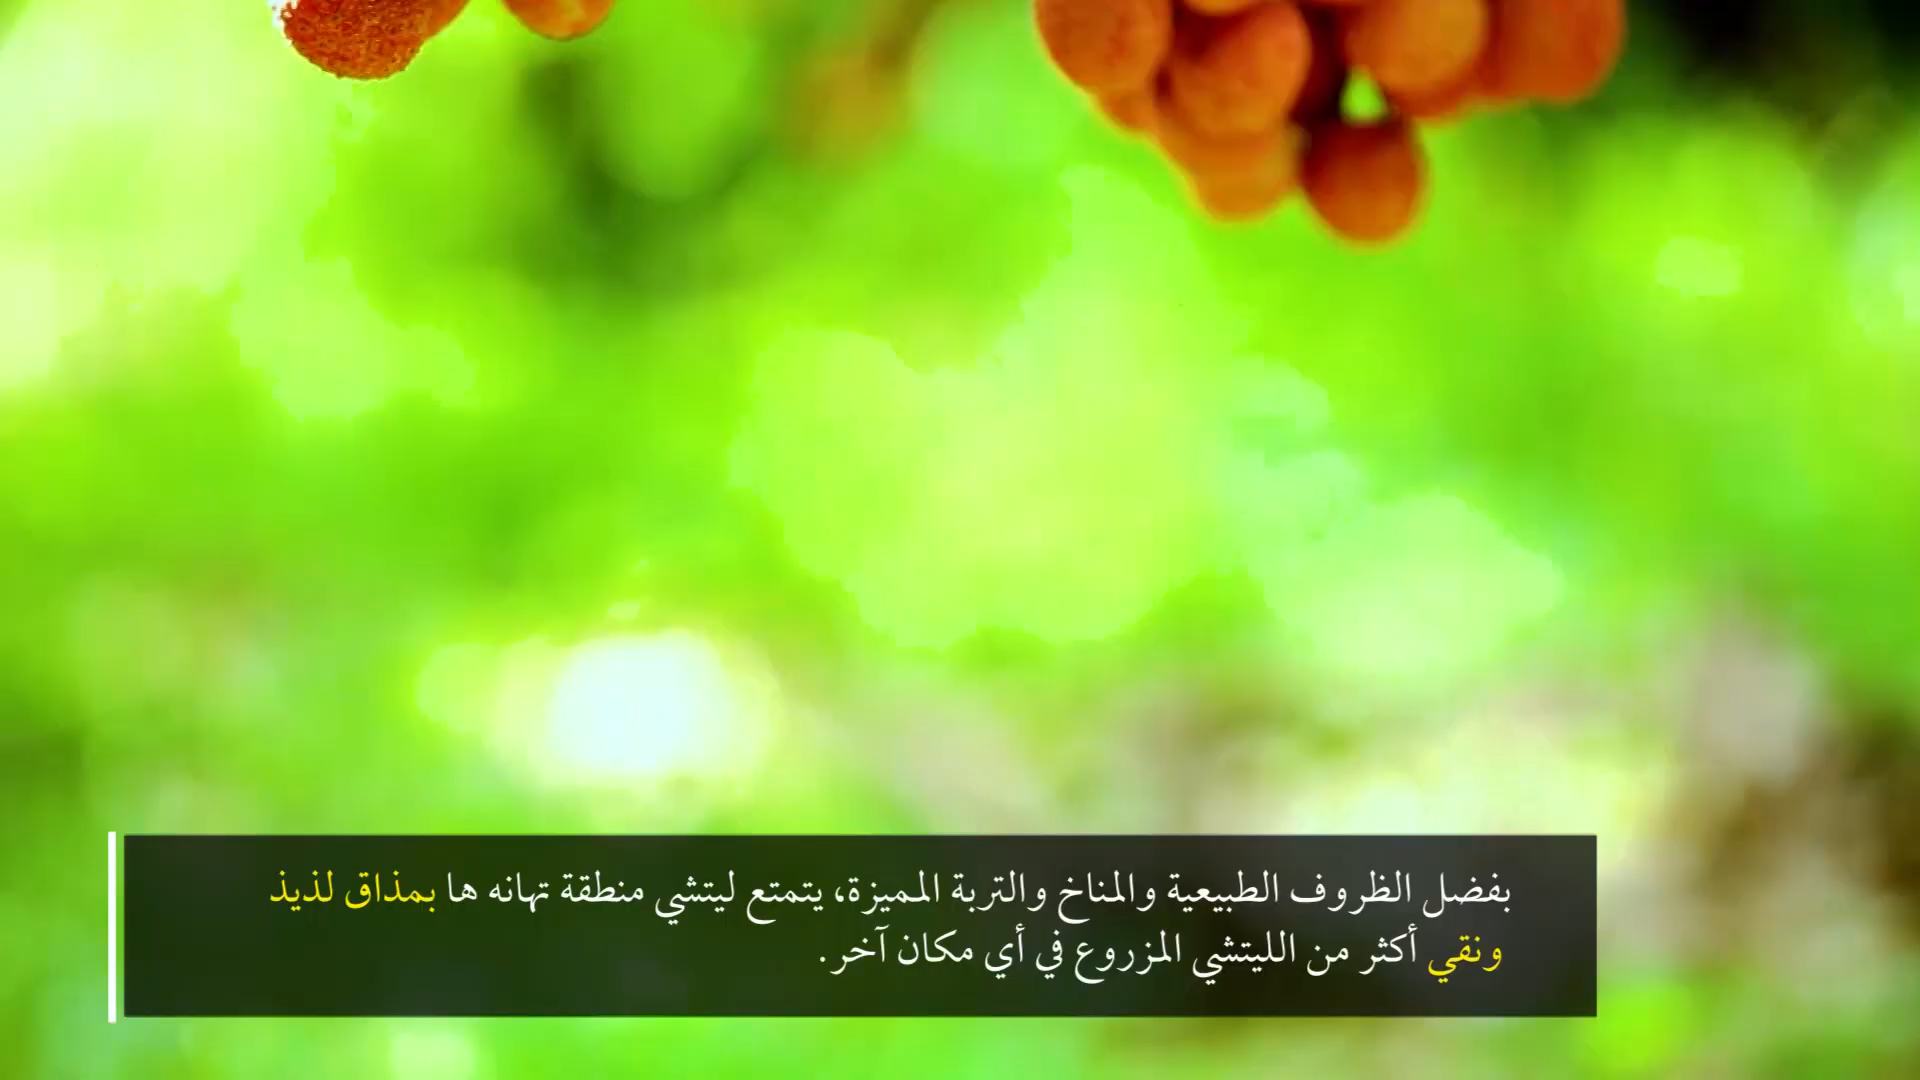 بفضل الظروف الطبيعية والمناخ والتربة المميزة، يتمتع ليتشي منطقة تهانه ها بمذاق لذيذ
ونقي أكثر من الليتشي المزروع في أي مكان آخر.